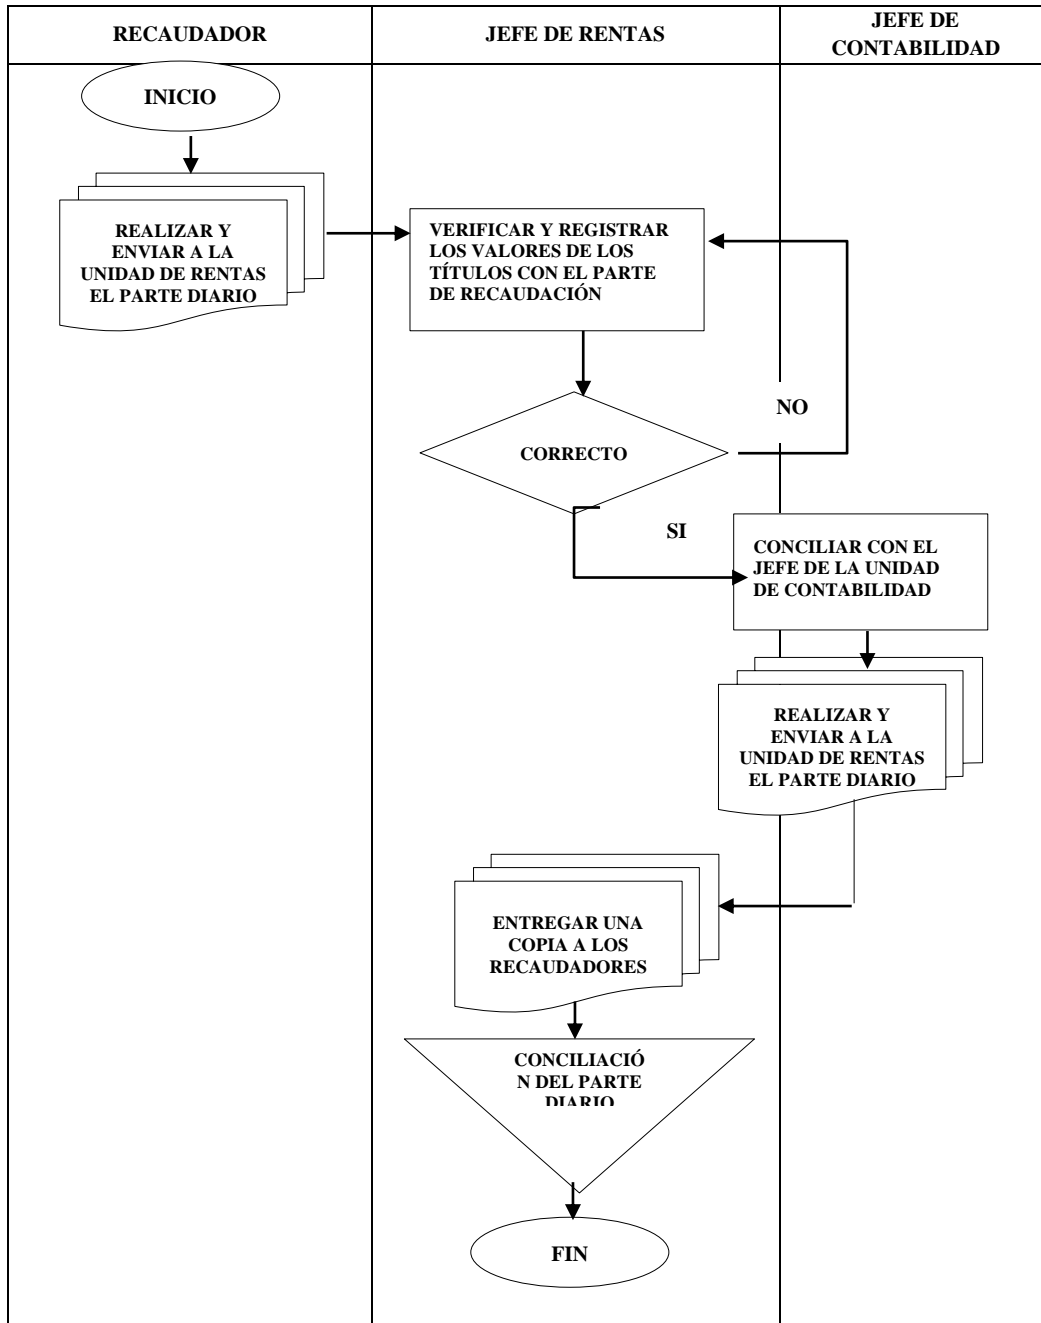 RECAUDADOR
JEFE DE RENTAS
JEFE DE
CONTABILIDAD
INICIO
REALIZAR Y
ENVIAR A LA
UNIDAD DE RENTAS
EL PARTE DIARIO
VERIFICAR Y REGISTRAR
LOS VALORES DE LOS
TÍTULOS CON EL PARTE
DE RECAUDACIÓN
CORRECTO
NO
SI
CONCILIAR CON EL
JEFE DE LA UNIDAD
DE CONTABILIDAD
REALIZAR Y
ENVIAR A LA
UNIDAD DE RENTAS
EL PARTE DIARIO
ENTREGAR UNA
COPIA A LOS
RECAUDADORES
CONCILIACIÓ
N DEL PARTE
DIARIO
FIN